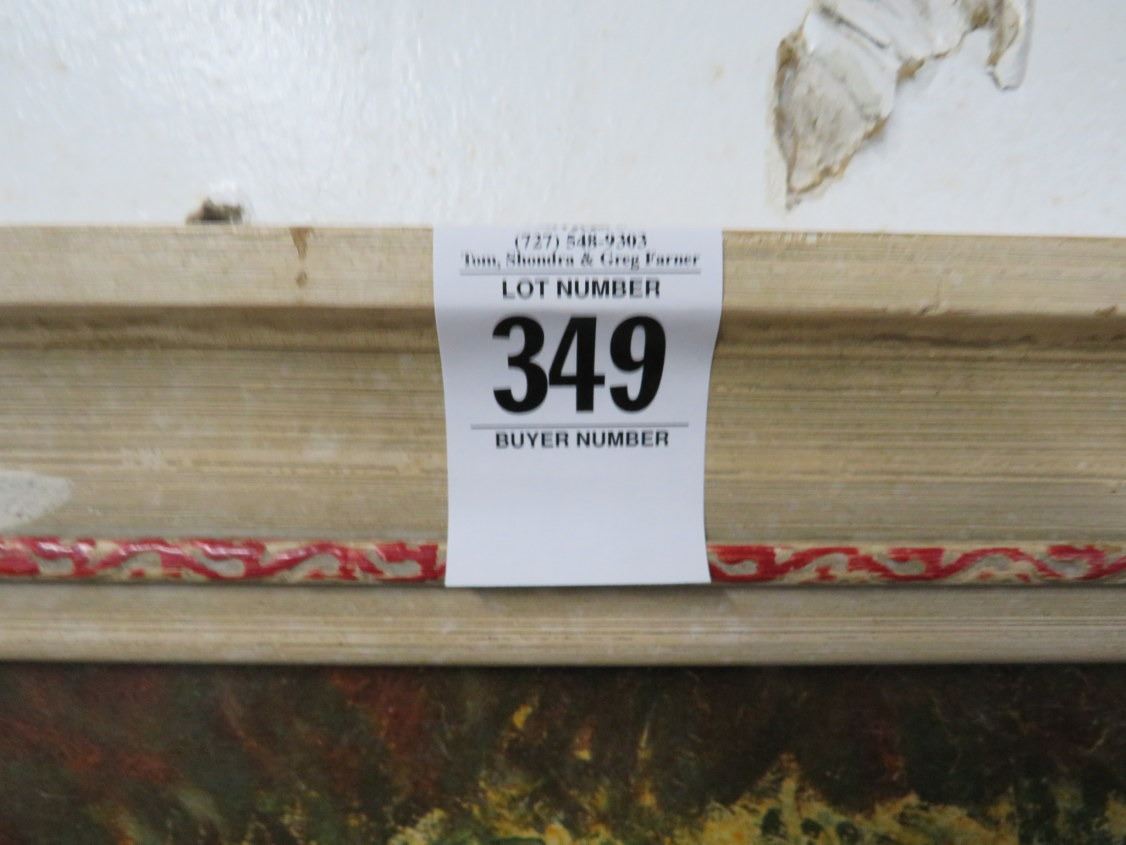 (727) 548-9303
Tom, Shondra & Greg Farner
LOT NUMBER
349
BUYER NUMBER